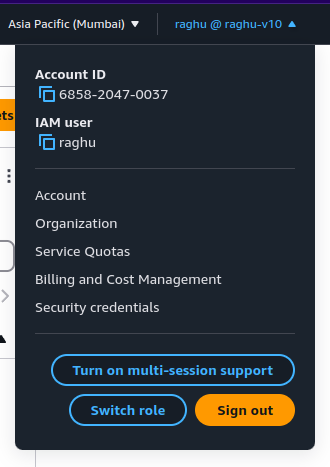 Asia Pacific (Mumbai) raghu @ raghu-v10
Account ID
6858-2047-0037
ets
IAM user
raghu
Account
Organization
Service Quotas
Billing and Cost Management
Security credentials
Turn on multi-session support
Switch role Sign out